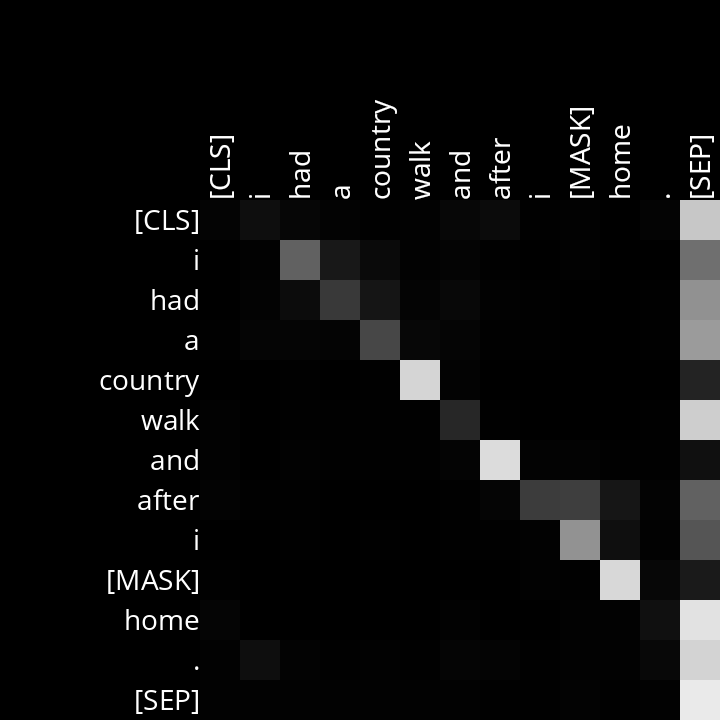 [CLS] i had a country walk and after i [MASK] home . [SEP]
[CLS]
i
had
a
country
walk
and
after
i
[MASK]
home
.
[SEP]